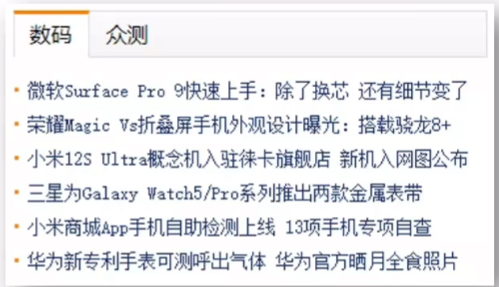 数码 众测
微软Surface Pro 9快速上手：除了换芯 还有细节变了
荣耀Magic Vs折叠屏手机外观设计曝光：搭载骁龙8+
小米12S Ultra概念机入驻徕卡旗舰店 新机入网图公布
三星为Galaxy Watch5/Pro系列推出两款金属表带
小米商城App手机自助检测上线 13项手机专项自查
华为新专利手表可测呼出气体 华为官方晒月全食照片